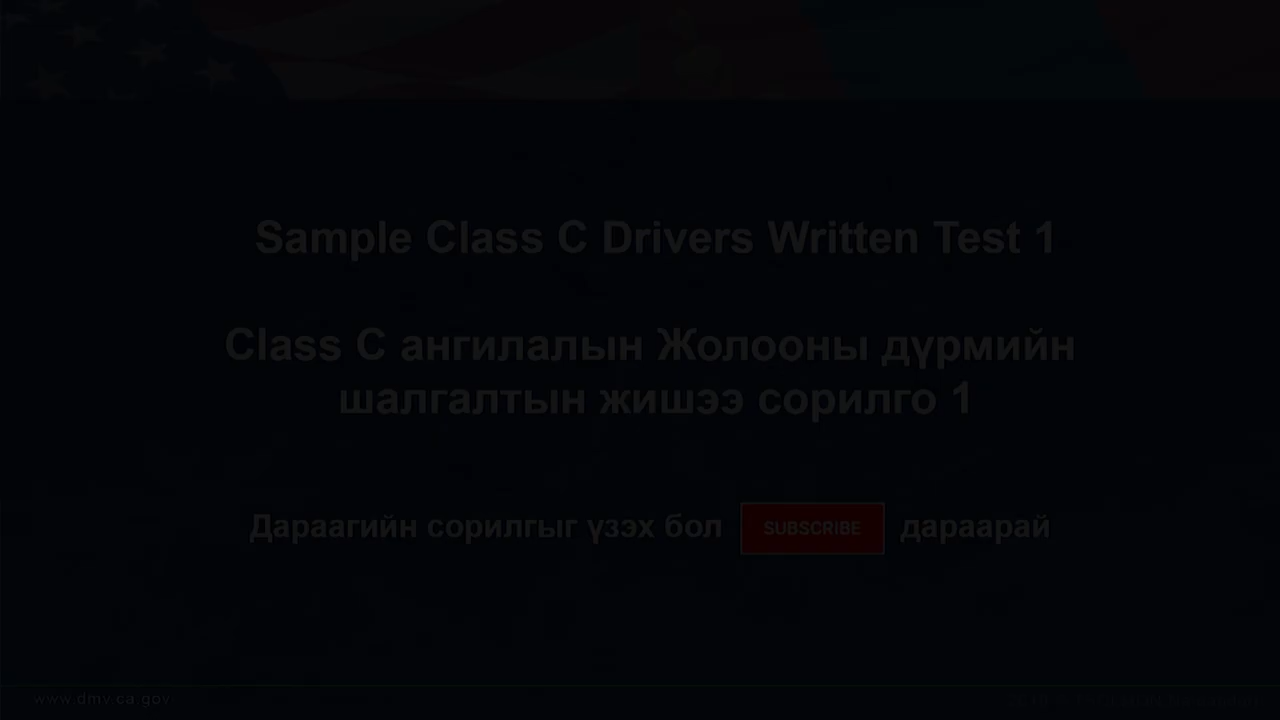 Sample Class C Drivers Written Test 1
Class C ангилалын Жолооны дүрмийн
шалгалтын жишээ сорилго 1
Дараагийн сорилгыг үзэх бол SUBSCRIBE дараарай
www.dmv.ca.gov